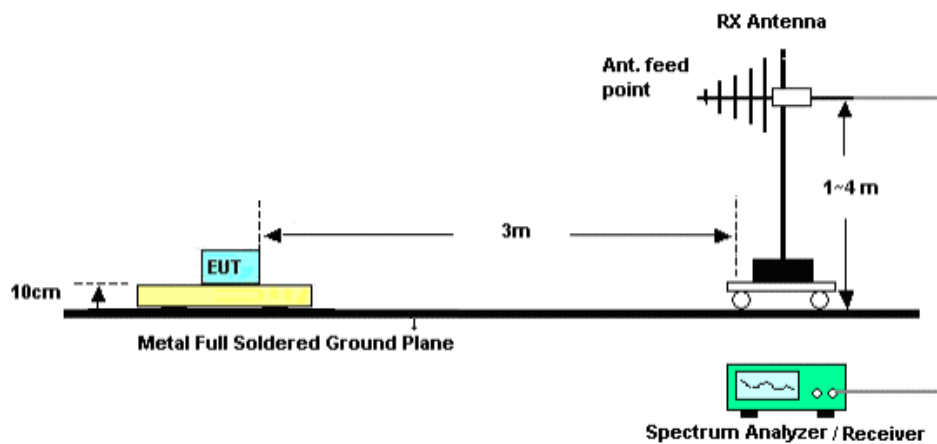 RX Antenna
Ant. feed
point
1~4 m
3m
EUT
10cm
Metal Full Soldered Ground Plane
Spectrum Analyzer / Receiver